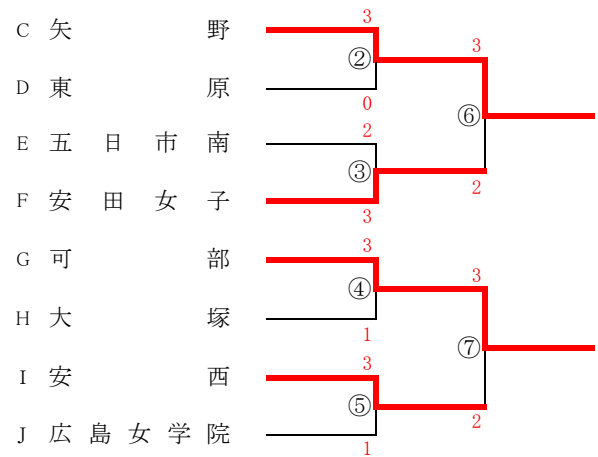 C 矢野 3
②
3
D 東原 0
⑥
E 五日市南 2
③
2
F 安田女子 3
G 可部 3
④
3
H 大塚 1
⑦
I 安西 3
⑤
2
J 広島女学院 1